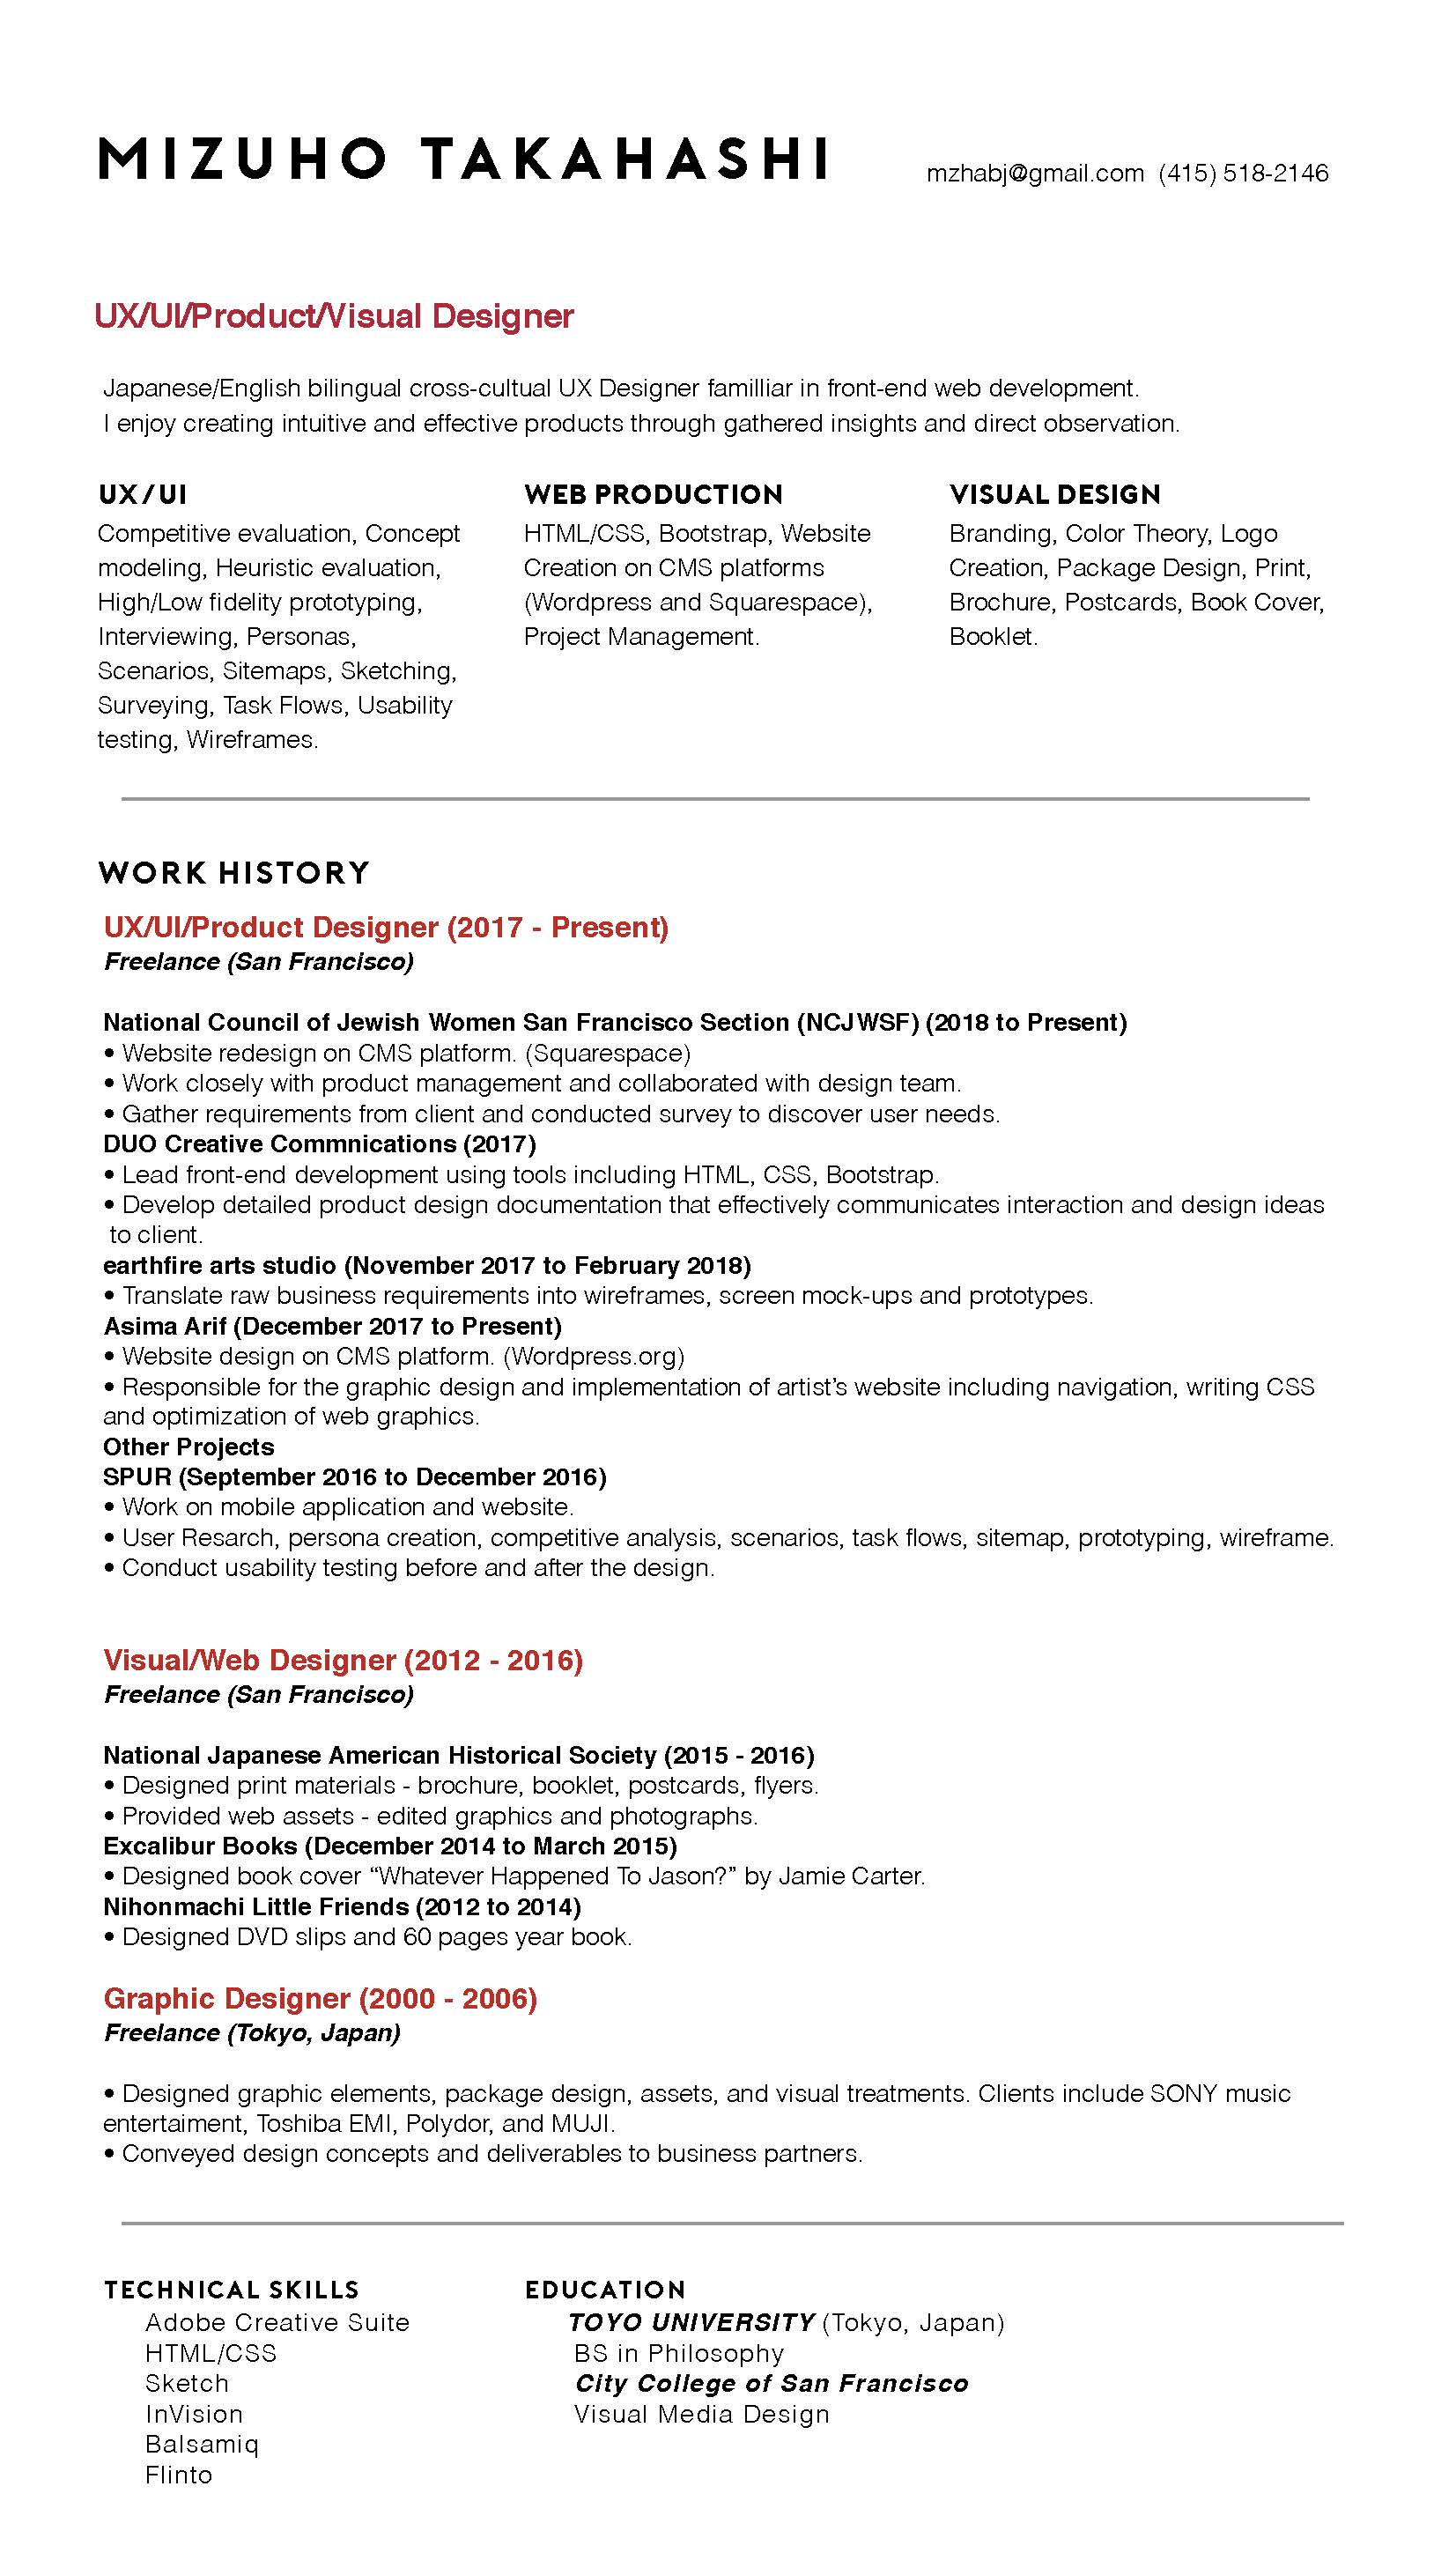 MIZUHO TAKAHASHI
mzhabj@gmail.com (415) 518-2146
UX/UI/Product/Visual Designer
Japanese/English bilingual cross-cultual UX Designer familliar in front-end web development.
I enjoy creating intuitive and effective products through gathered insights and direct observation.
UX/UI
Competitive evaluation, Concept
modeling, Heuristic evaluation,
High/Low fidelity prototyping,
Interviewing, Personas,
Scenarios, Sitemaps, Sketching,
Surveying, Task Flows, Usability
testing, Wireframes.
WEB PRODUCTION
HTML/CSS, Bootstrap, Website
Creation on CMS platforms
(Wordpress and Squarespace),
Project Management.
VISUAL DESIGN
Branding, Color Theory, Logo
Creation, Package Design, Print,
Brochure, Postcards, Book Cover,
Booklet.
WORK HISTORY
UX/UI/Product Designer (2017 - Present)
Freelance (San Francisco)
National Council of Jewish Women San Francisco Section (NCJWSF) (2018 to Present)
• Website redesign on CMS platform. (Squarespace)
• Work closely with product management and collaborated with design team.
• Gather requirements from client and conducted survey to discover user needs.
DUO Creative Commnications (2017)
• Lead front-end development using tools including HTML, CSS, Bootstrap.
• Develop detailed product design documentation that effectively communicates interaction and design ideas
to client.
earthfire arts studio (November 2017 to February 2018)
• Translate raw business requirements into wireframes, screen mock-ups and prototypes.
Asima Arif (December 2017 to Present)
• Website design on CMS platform. (Wordpress.org)
• Responsible for the graphic design and implementation of artist’s website including navigation, writing CSS
and optimization of web graphics.
Other Projects
SPUR (September 2016 to December 2016)
• Work on mobile application and website.
• User Resarch, persona creation, competitive analysis, scenarios, task flows, sitemap, prototyping, wireframe.
• Conduct usability testing before and after the design.
Visual/Web Designer (2012 - 2016)
Freelance (San Francisco)
National Japanese American Historical Society (2015 - 2016)
• Designed print materials - brochure, booklet, postcards, flyers.
• Provided web assets - edited graphics and photographs.
Excalibur Books (December 2014 to March 2015)
• Designed book cover “Whatever Happened To Jason?” by Jamie Carter.
Nihonmachi Little Friends (2012 to 2014)
• Designed DVD slips and 60 pages year book.
Graphic Designer (2000 - 2006)
Freelance (Tokyo, Japan)
• Designed graphic elements, package design, assets, and visual treatments. Clients include SONY music
entertaiment, Toshiba EMI, Polydor, and MUJI.
• Conveyed design concepts and deliverables to business partners.
TECHNICAL SKILLS
Adobe Creative Suite
HTML/CSS
Sketch
InVision
Balsamiq
Flinto
EDUCATION
TOYO UNIVERSITY (Tokyo, Japan)
BS in Philosophy
City College of San Francisco
Visual Media Design